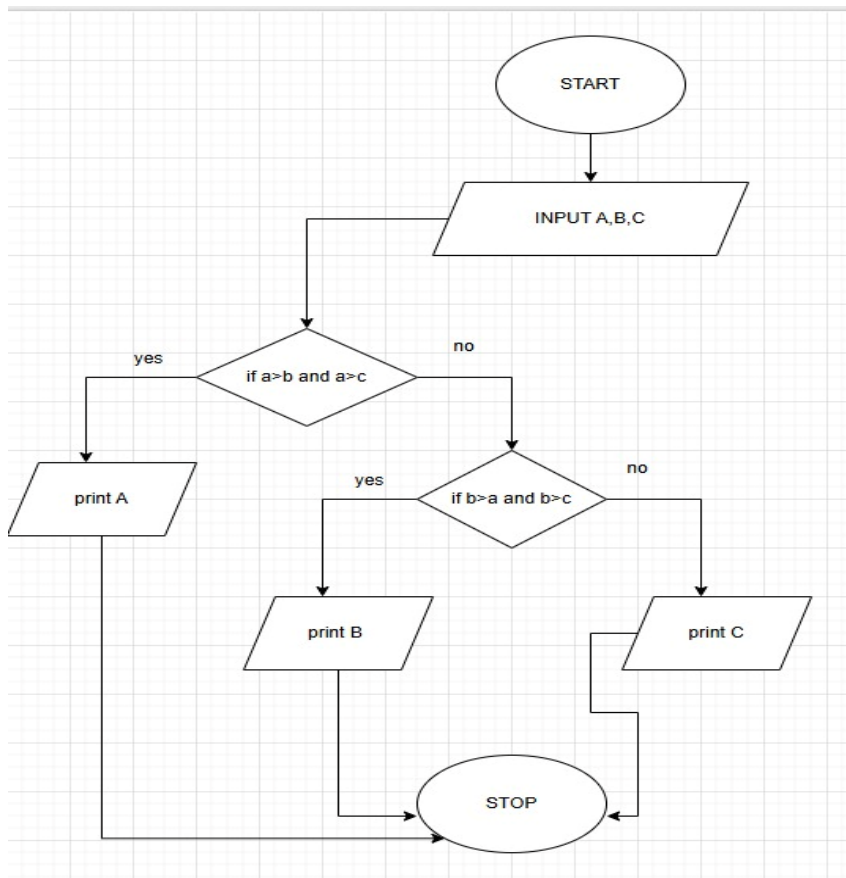 START
INPUT A,B,C
if a>b and a>c
yes
no
print A
if b>a and b>c
yes
no
print B
print C
STOP